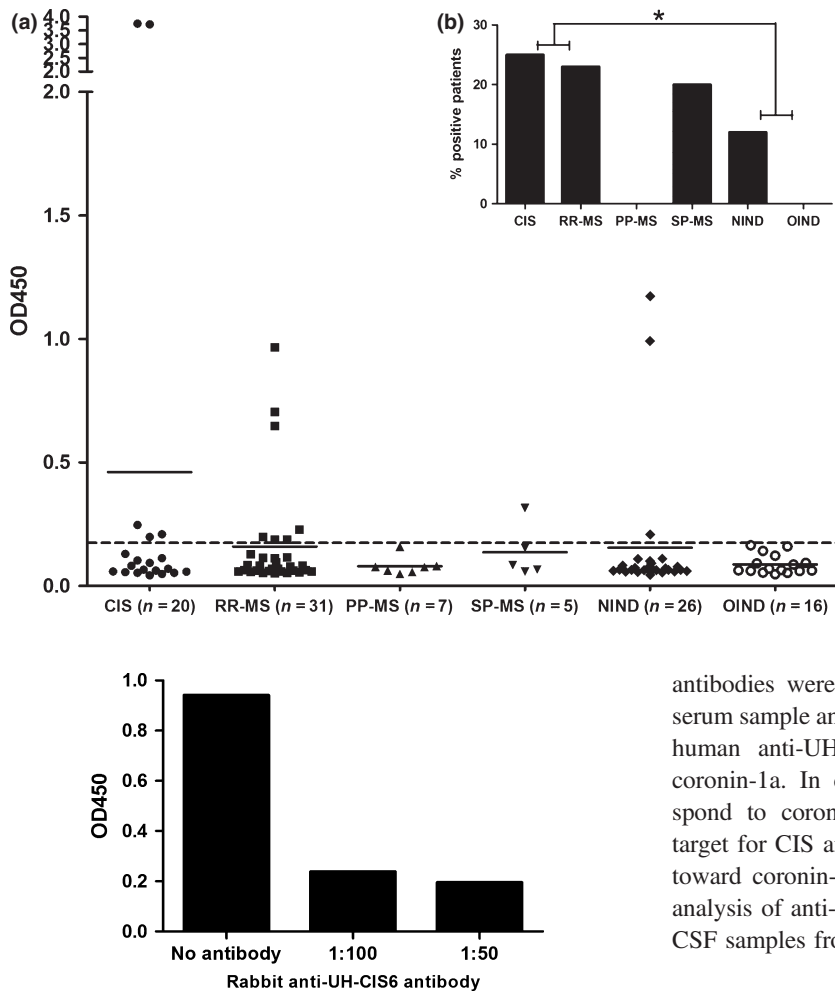 (a)
4.0
3.5
3.0
2.5
2.0
2.0
1.5
1.0
0.5
0.0
OD450
CIS (n = 20) RR-MS (n = 31) PP-MS (n = 7) SP-MS (n = 5) NIND (n = 26) OIND (n = 16)
(b)
*
30
20
10
0
% positive patients
CIS RR-MS PP-MS SP-MS NIND OIND
1.0
0.8
0.6
0.4
0.2
0.0
OD450
No antibody 1:100 1:50
Rabbit anti-UH-CIS6 antibody
antibodies were
serum sample an
human anti-UH
coronin-1a. In
spond to coron
target for CIS a
toward coronin-
analysis of anti-
CSF samples fro